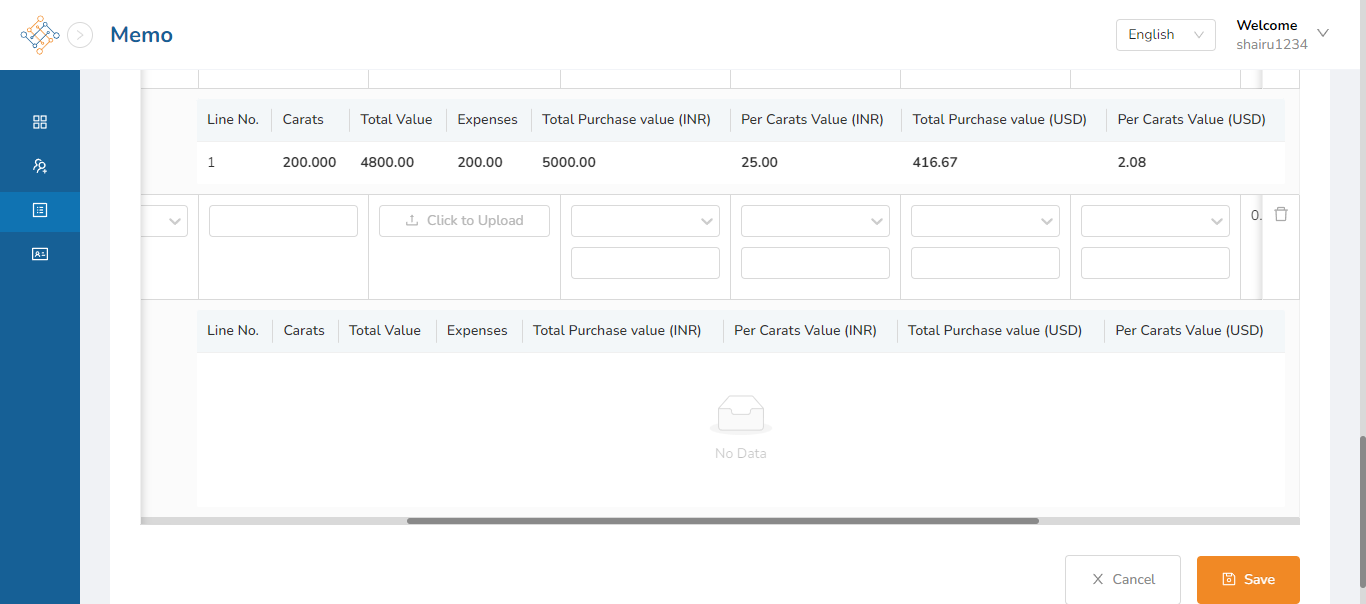 Memo
English
Welcome
shairu1234
Line No. Carats Total Value Expenses Total Purchase value (INR) Per Carats Value (INR) Total Purchase value (USD) Per Carats Value (USD)
1 200.000 4800.00 200.00 5000.00 25.00 416.67 2.08
Click to Upload
0.
Line No. Carats Total Value Expenses Total Purchase value (INR) Per Carats Value (INR) Total Purchase value (USD) Per Carats Value (USD)
No Data
Cancel
Save